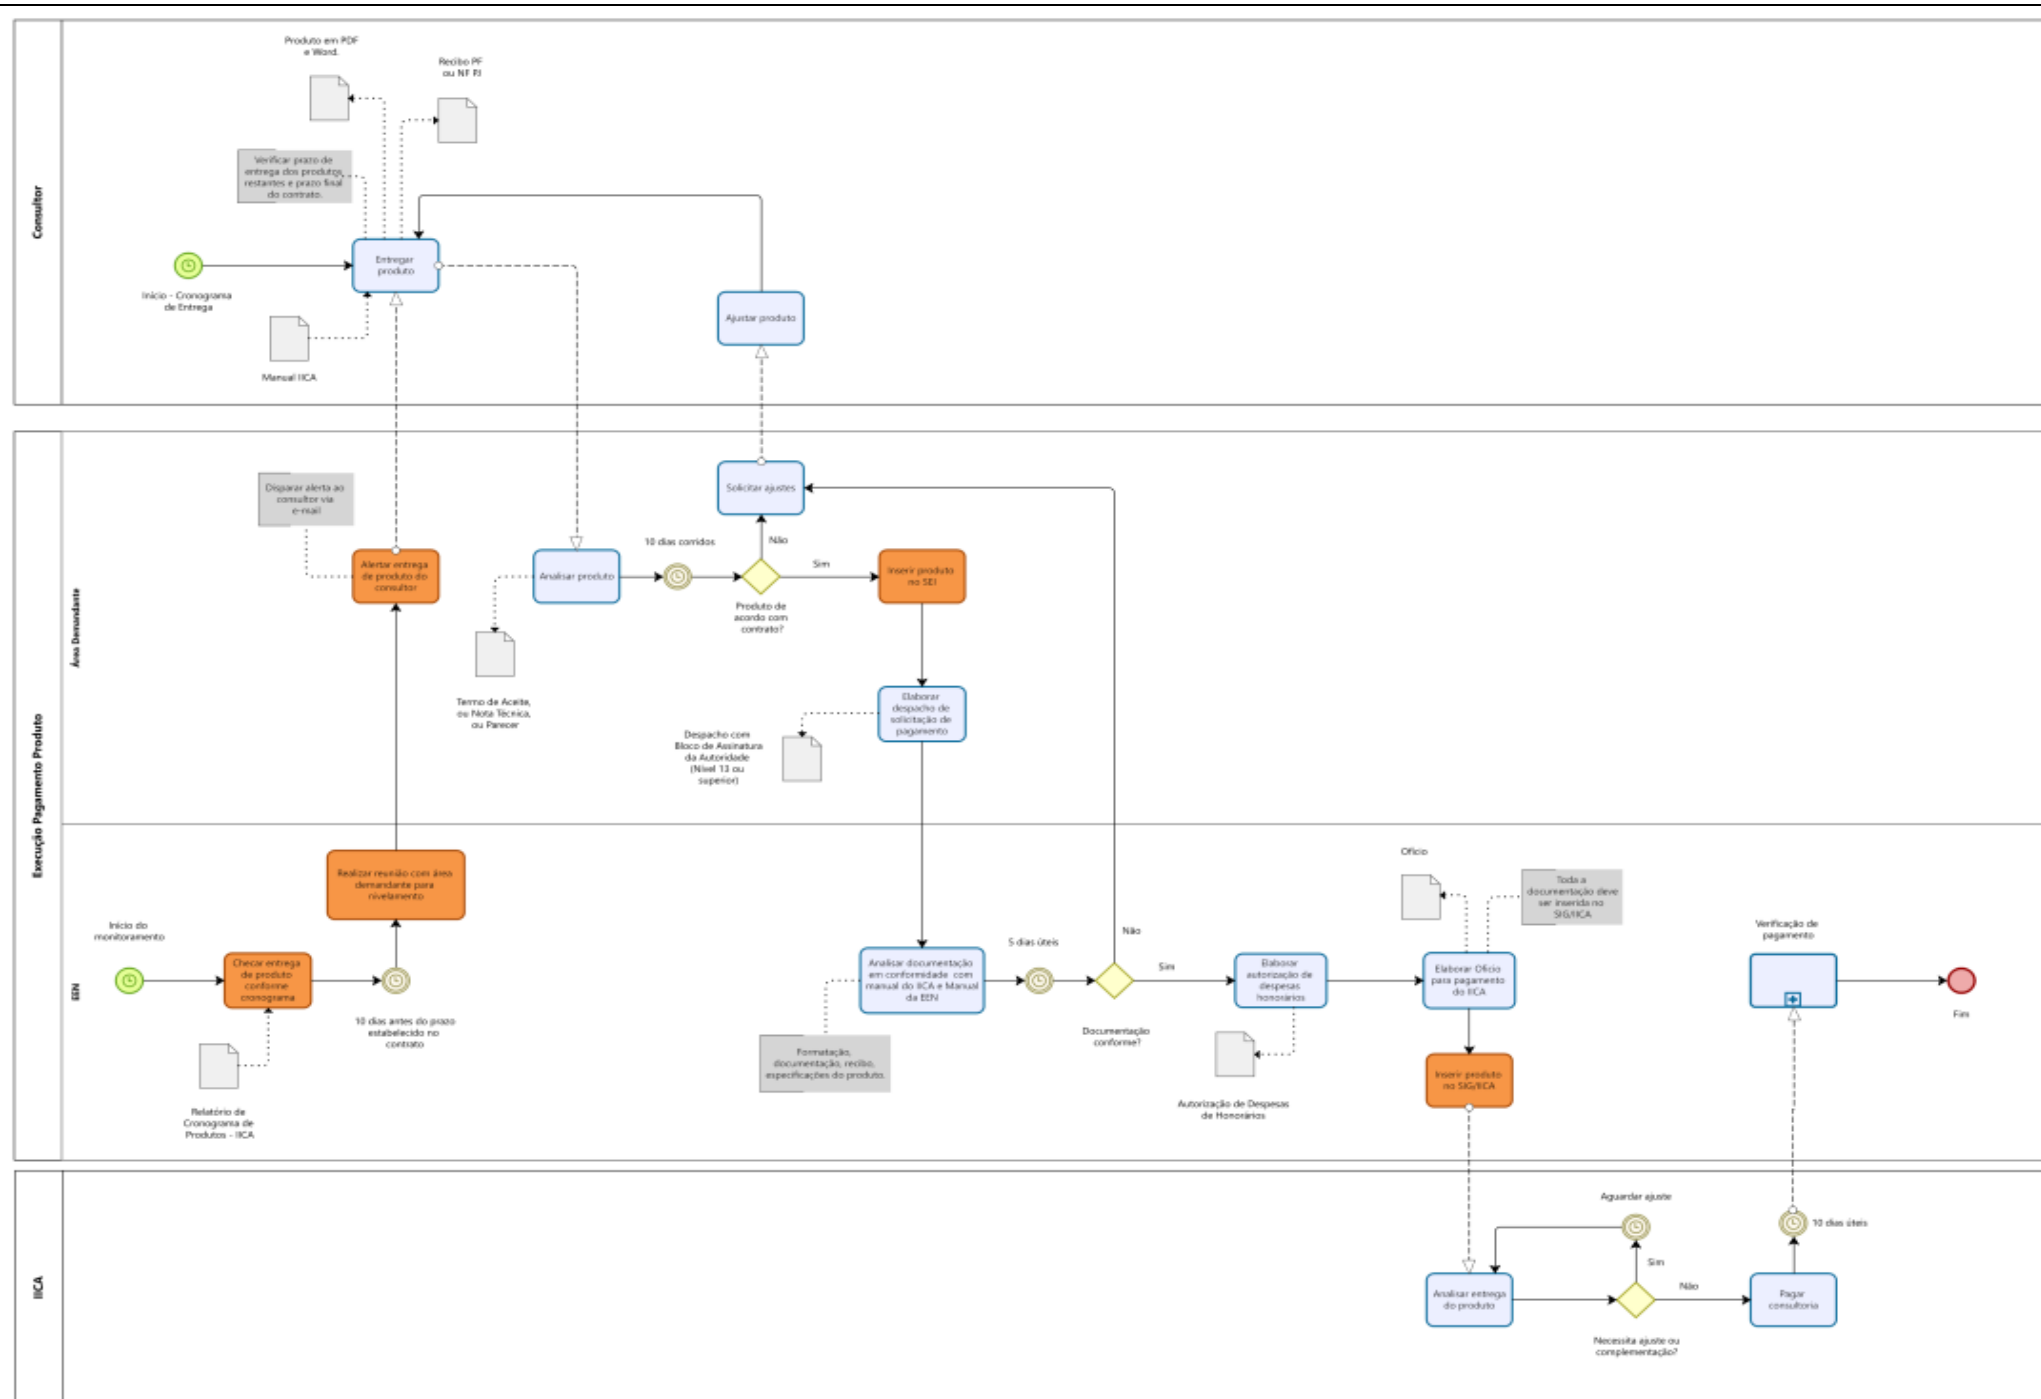 Produto em PDF
e Word.
Recibo PF
ou NF PJ
Verificar prazo de
entrega dos produtos
restantes e prazo final
do contrato.
Consultor
Entregar
produto
Início - Cronograma
de Entrega
Ajustar produto
Manual IICA
Execução Pagamento Produto
Área Demandante
Disparar alerta ao
consultor via
e-mail
Solicitar ajustes
10 dias corridos
Não
Alertar entrega
de produto do
consultor
Analisar produto
Sim
Inserir produto
no SEI
Produto de
acordo com
contrato?
Termo de Aceite,
ou Nota Técnica,
ou Parecer
Elaborar
despacho de
solicitação de
pagamento
Despacho com
Bloco de Assinatura
da Autoridade
(Nível 13 ou
superior)
EEN
Realizar reunião com área
demandante para
nivelamento
Início do
monitoramento
Checar entrega
de produto
conforme
cronograma
10 dias antes do prazo
estabelecido no
contrato
Relatório de
Cronograma de
Produtos - IICA
Analisar documentação
em conformidade com
manual do IICA e Manual
da EEN
5 dias úteis
Não
Sim
Documentação
conforme?
Formatação,
documentação, recibo,
especificações do produto.
Elaborar
autorização de
despesas
honorários
Autorização de Despesas
de Honorários
Ofício
Toda a
documentação deve
ser inserida no
SIG/IICA
Elaborar Ofício
para pagamento
do IICA
Inserir produto
no SIG/IICA
Verificação de
pagamento
Fim
IICA
Aguardar ajuste
10 dias úteis
Sim
Analisar entrega
do produto
Não
Pagar
consultoria
Necessita ajuste ou
complementação?